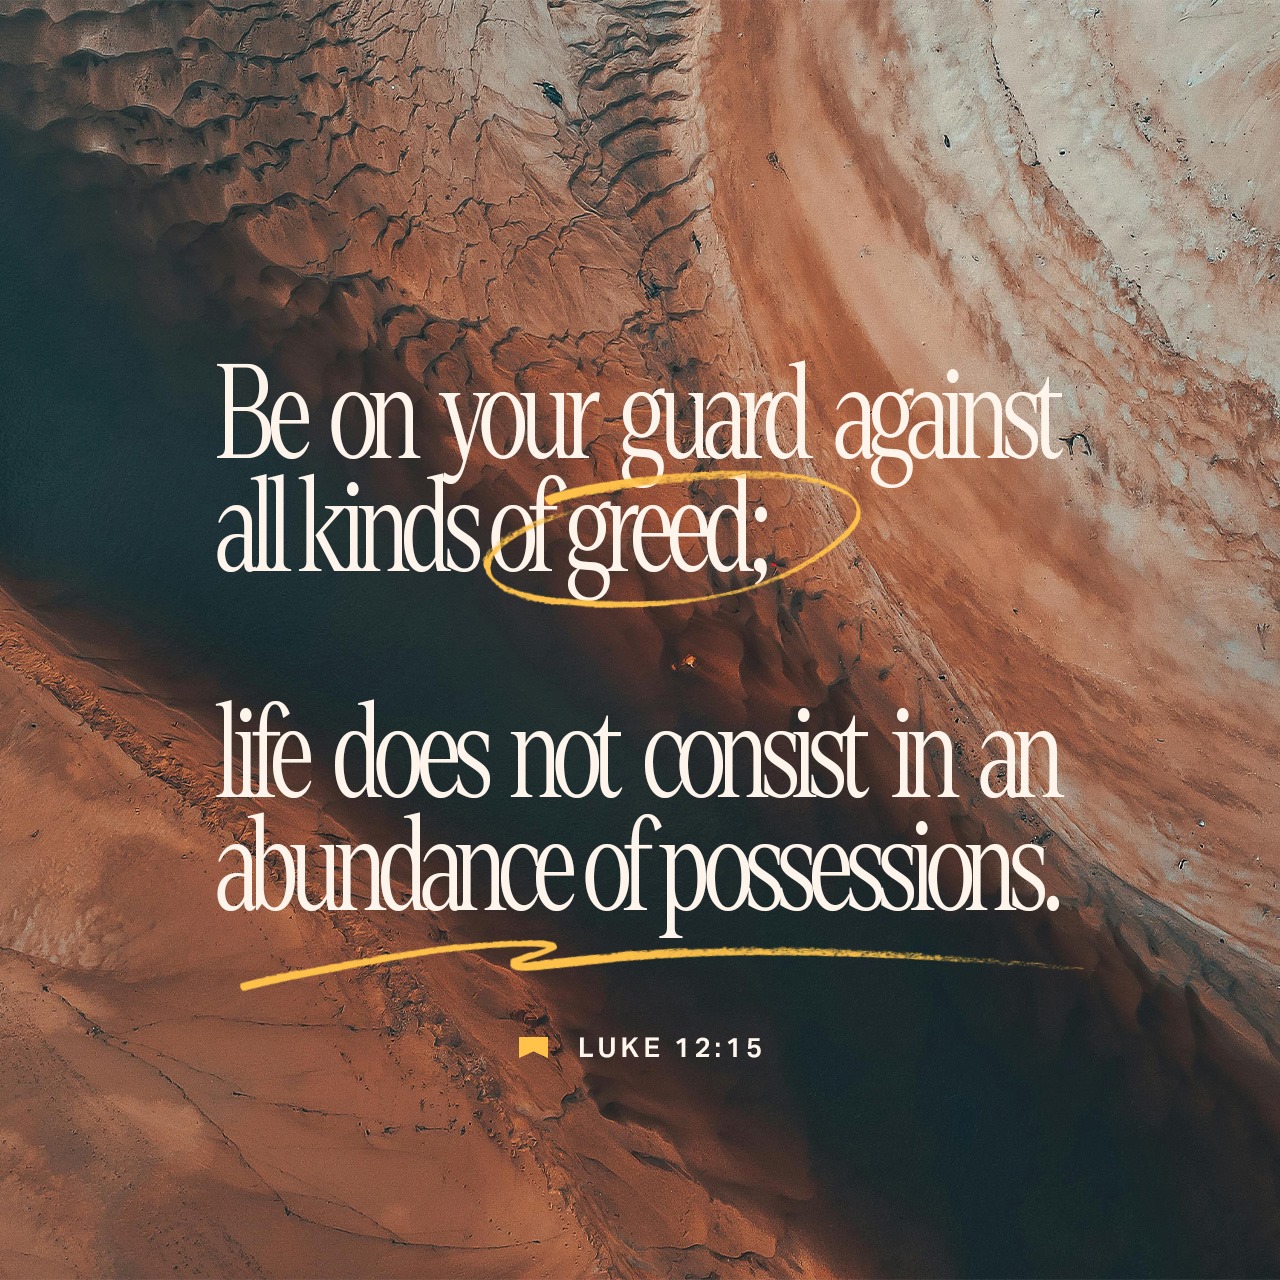 Be on your guard against
all kinds of greed;
life does not consist in an
abundance of possessions.
LUKE 12:15